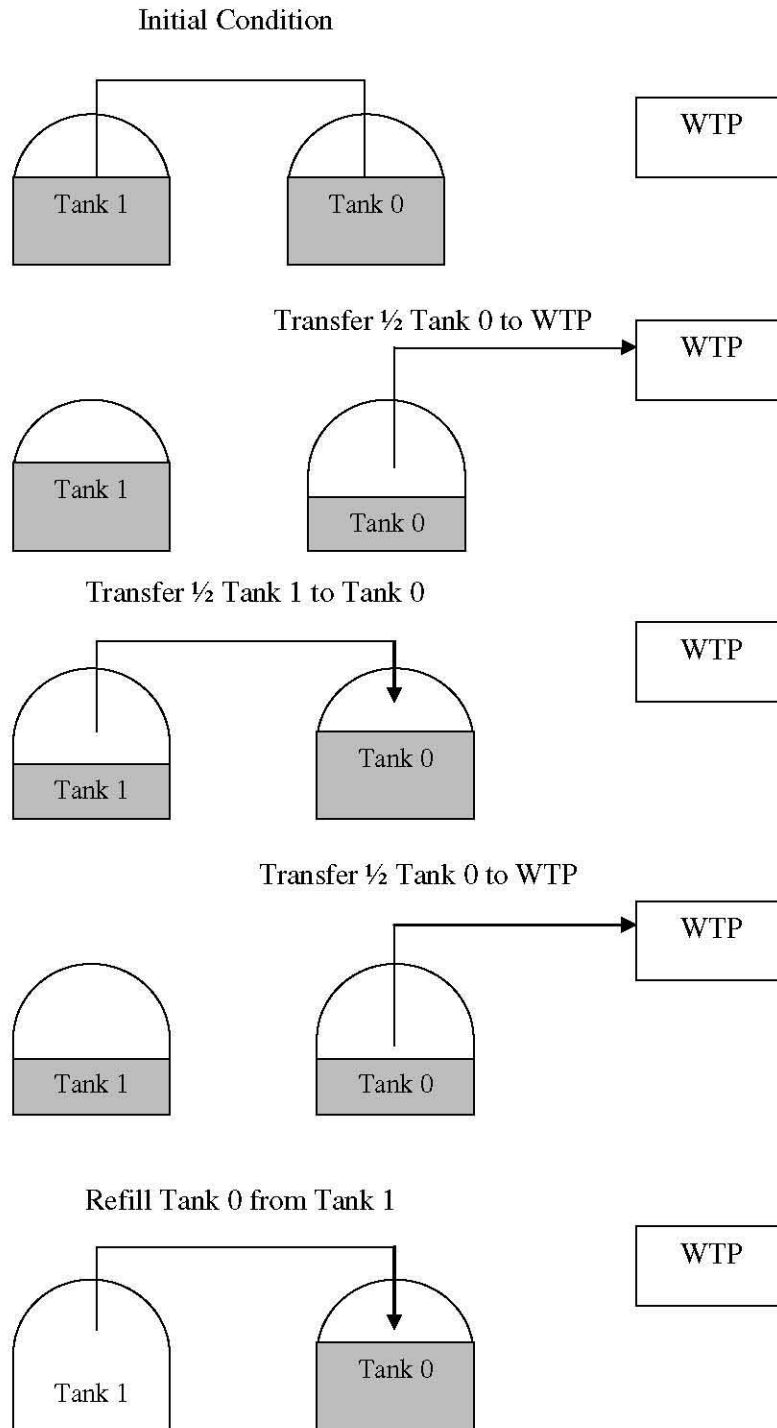 Initial Condition
WTP
Tank 1
Tank 0
Transfer ½ Tank 0 to WTP
WTP
Tank 1
Tank 0
Transfer ½ Tank 1 to Tank 0
WTP
Tank 1
Tank 0
Transfer ½ Tank 0 to WTP
WTP
Tank 1
Tank 0
Refill Tank 0 from Tank 1
WTP
Tank 1
Tank 0